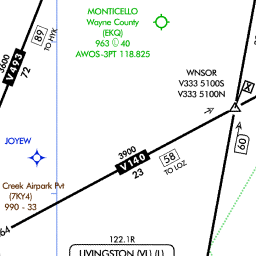 MONTICELLO
Wayne County
(EKQ)
963 40
AWOS-3PT 118.825
3600
V493
72
89
TO HYK
WNSOR
V333 5100S
V333 5100N
X
JOYEW
3900
V140
23
58
TO LOZ
60
Creek Airpark Pvt
(7KY4)
990 - 33
64
122.1R
LIVINGSTON (VL) (L)